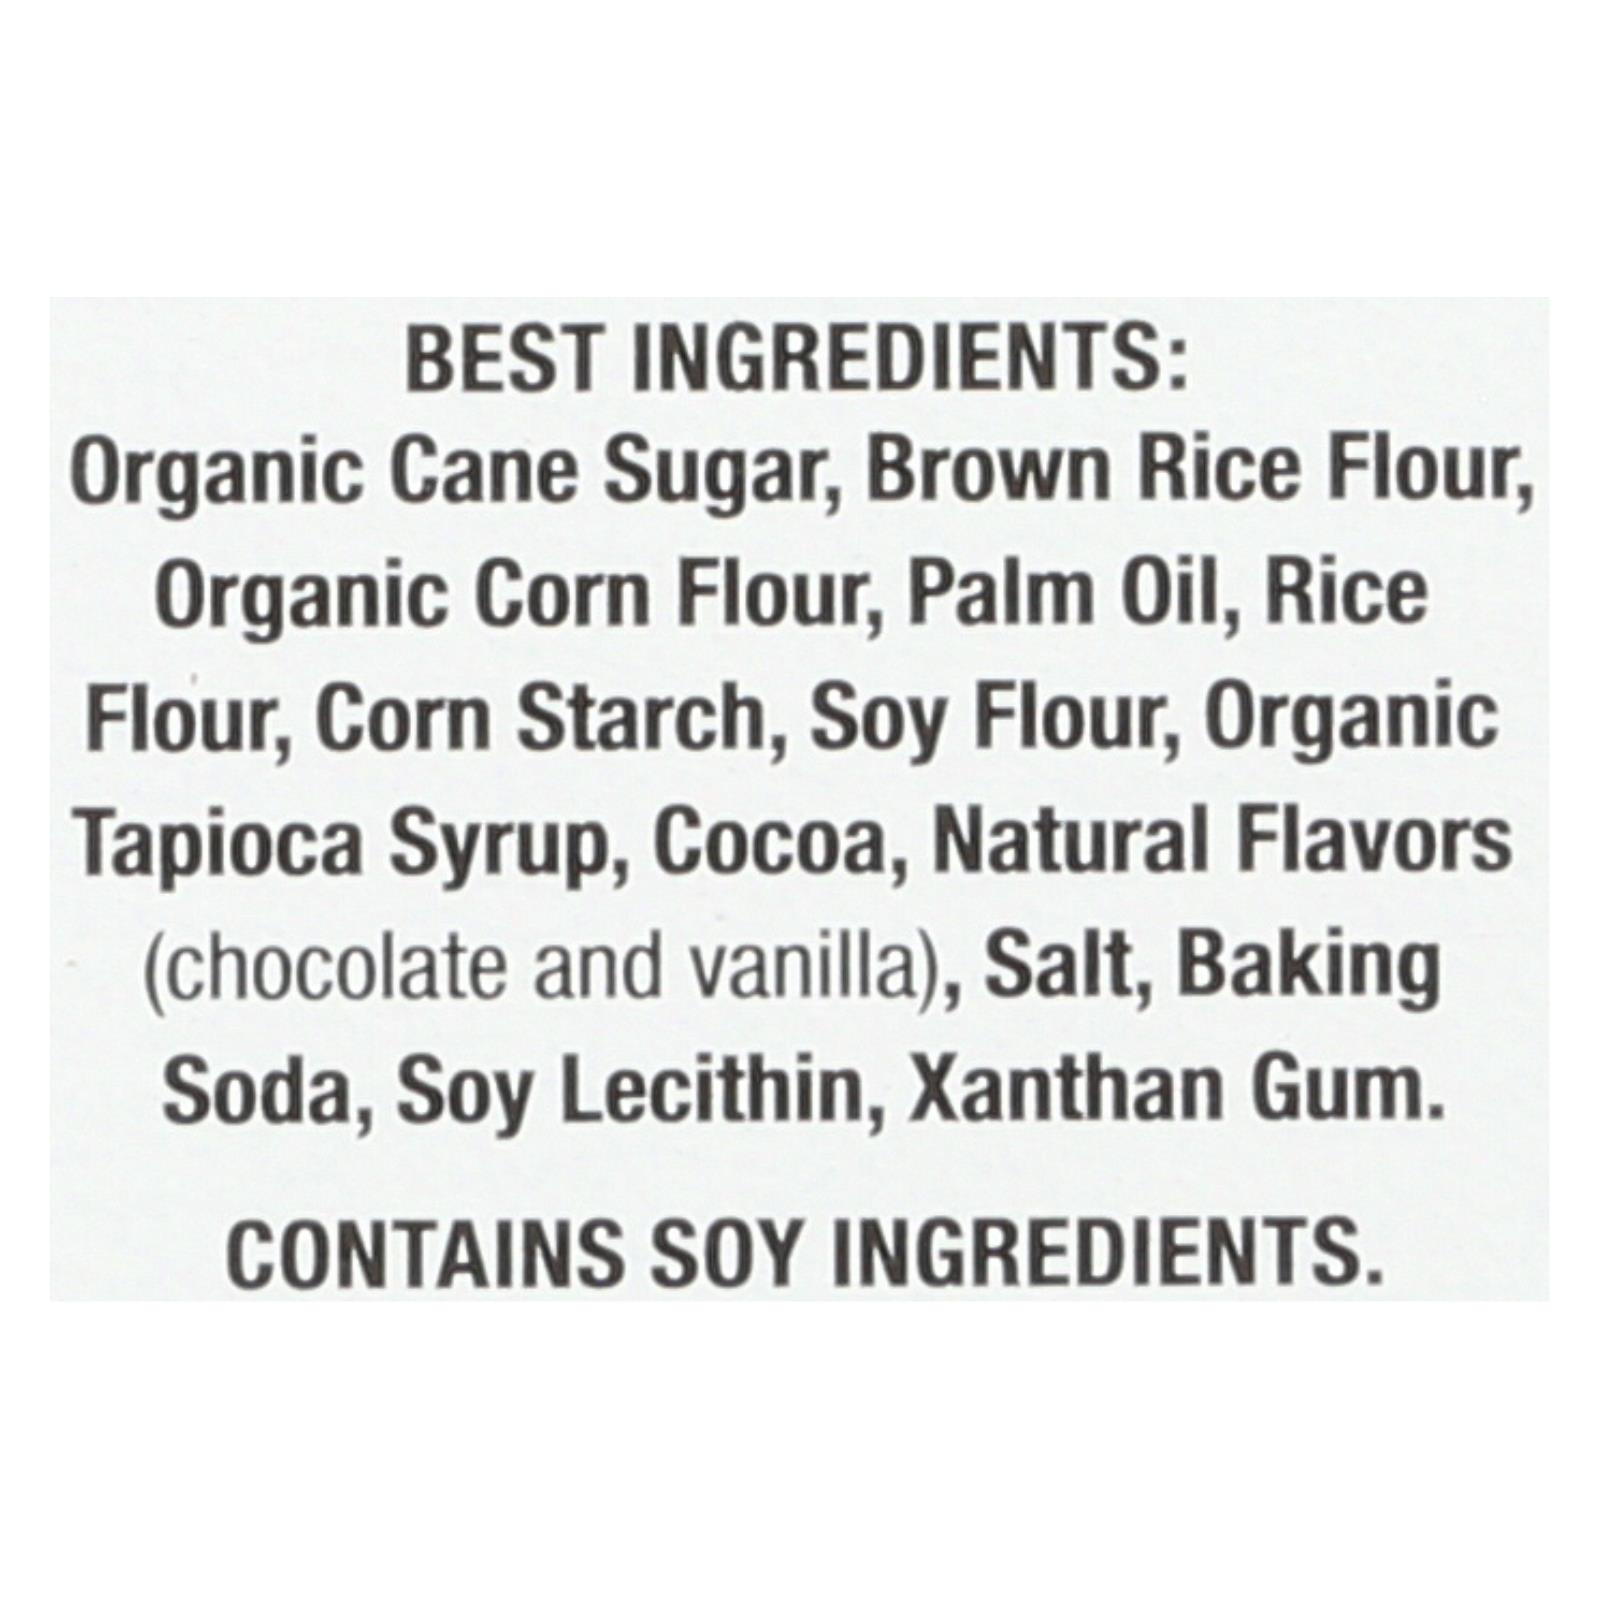 BEST INGREDIENTS:
Organic Cane Sugar, Brown Rice Flour,
Organic Corn Flour, Palm Oil, Rice
Flour, Corn Starch, Soy Flour, Organic
Tapioca Syrup, Cocoa, Natural Flavors
(chocolate and vanilla), Salt, Baking
Soda, Soy Lecithin, Xanthan Gum.
CONTAINS SOY INGREDIENTS.